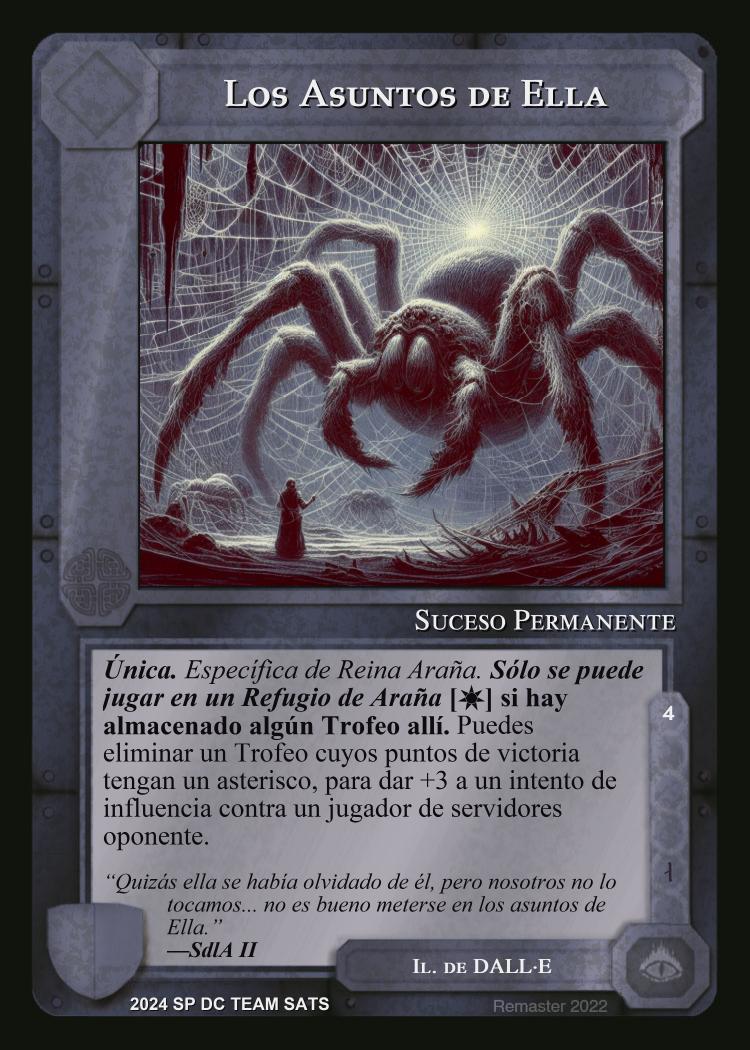 Los Asuntos de Ella
Suceso Permanente
Única. Específica de Reina Araña. Sólo se puede
jugar en un Refugio de Araña [✷] si hay
almacenado algún Trofeo allí. Puedes
eliminar un Trofeo cuyos puntos de victoria
tengan un asterisco, para dar +3 a un intento de
influencia contra un jugador de servidores
oponente.
4
“Quizás ella se había olvidado de él, pero nosotros no lo
tocamos... no es bueno meterse en los asuntos de
Ella.”
—SdlA II
Il. de DALL·E
2024 SP DC TEAM SATS
Remaster 2022